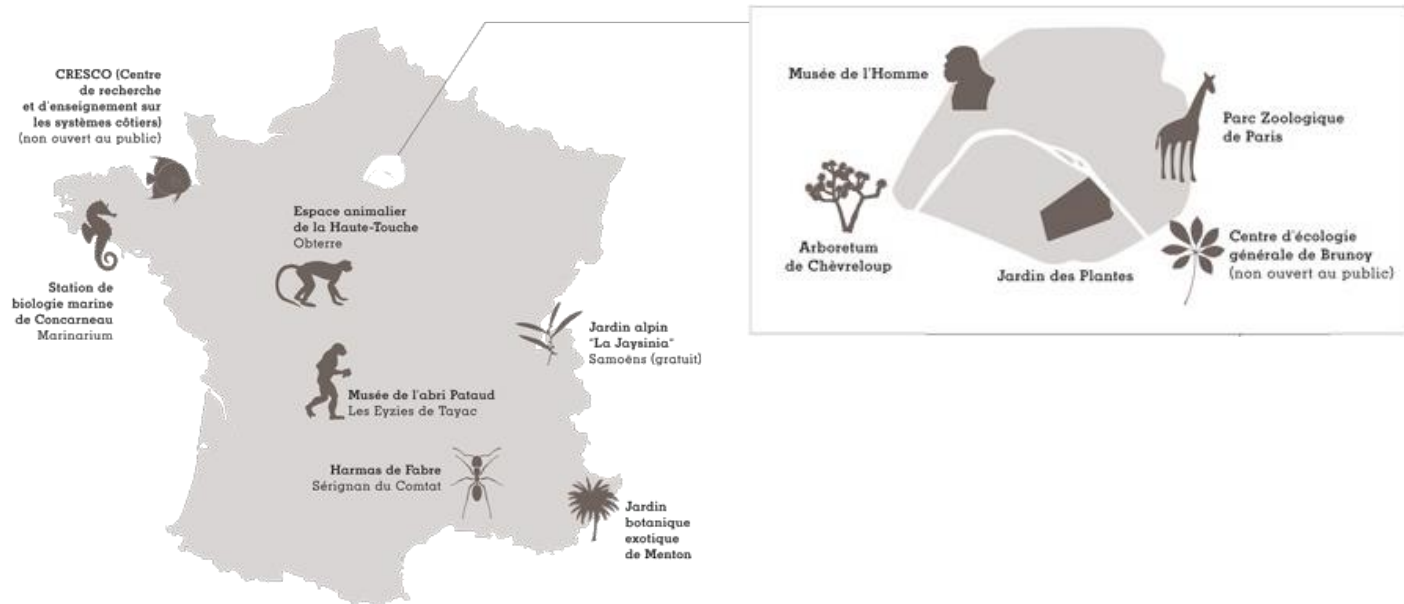 CRESCO (Centre
de recherche
et d'enseignement sur
les systèmes côtiers)
(non ouvert au public)
Station de
biologie marine
de Concarneau
Marinarium
Espace animalier
de la Haute-Touche
Obterre
Jardin alpin
"La Jaysinia"
Samoëns (gratuit)
Musée de l'abri Pataud
Les Eyzies de Tayac
Harmas de Fabre
Sérignan du Comtat
Jardin
botanique
exotique
de Menton
Musée de l'Homme
Parc Zoologique
de Paris
Arboretum
de Chèvreloup
Jardin des Plantes
Centre d'écologie
générale de Brunoy
(non ouvert au public)